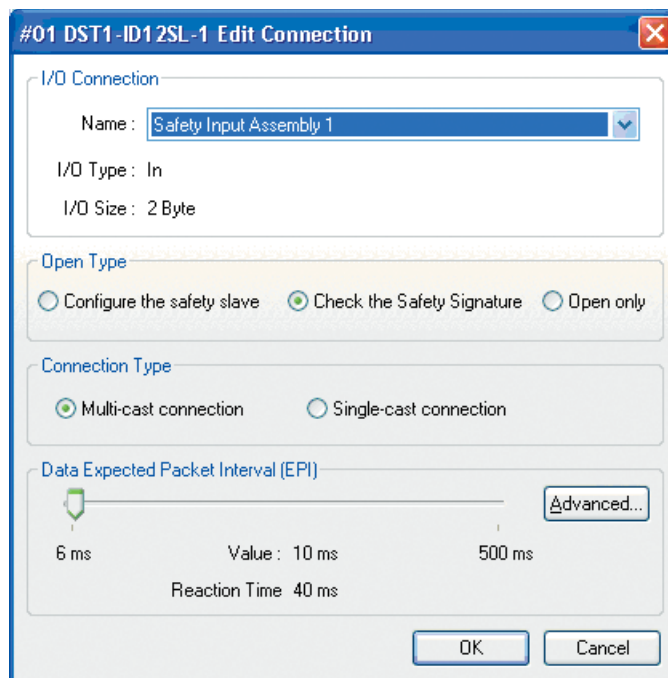 #01 DST1-ID12SL-1 Edit Connection
I/O Connection
Name : Safety Input Assembly 1
I/O Type : In
I/O Size : 2 Byte
Open Type
Configure the safety slave Check the Safety Signature Open only
Connection Type
Multi-cast connection Single-cast connection
Data Expected Packet Interval (EPI)
Advanced...
6 ms Value : 10 ms 500 ms
Reaction Time 40 ms
OK Cancel